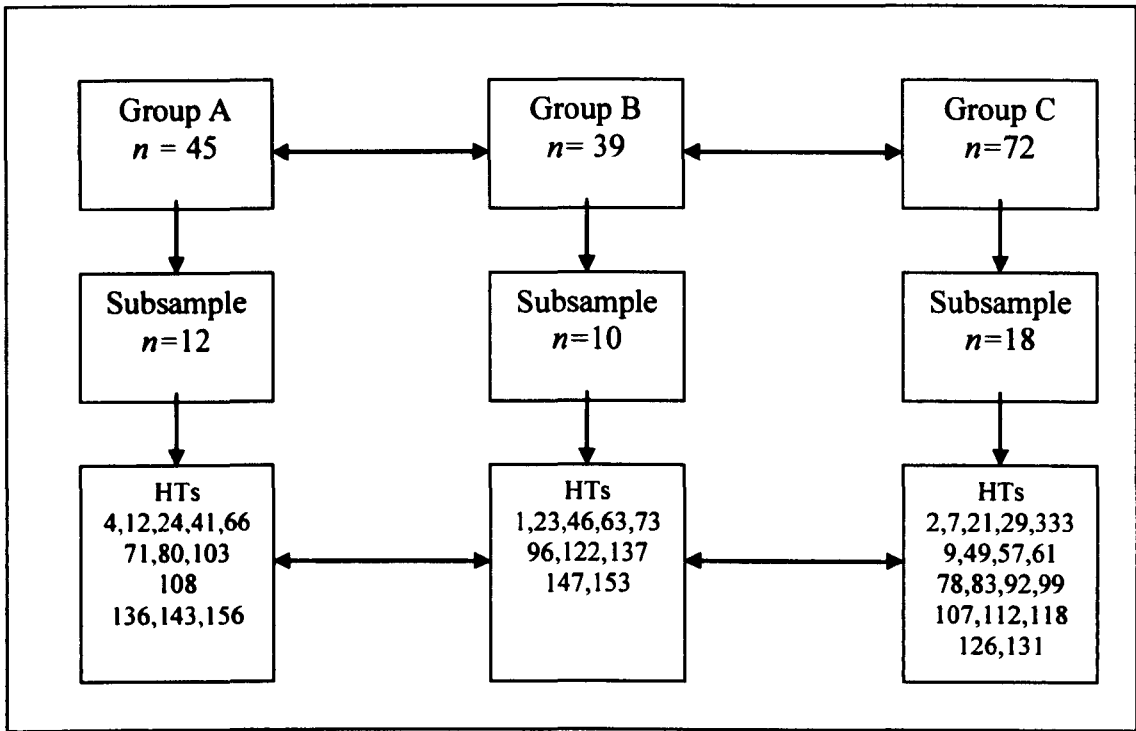 Group A
n = 45
Group B
n= 39
Group C
n=72
Subsample
n=12
Subsample
n=10
Subsample
n=18
HTs
4,12,24,41,66
71,80,103
108
136,143,156
HTs
1,23,46,63,73
96,122,137
147,153
HTs
2,7,21,29,333
9,49,57,61
78,83,92,99
107,112,118
126,131